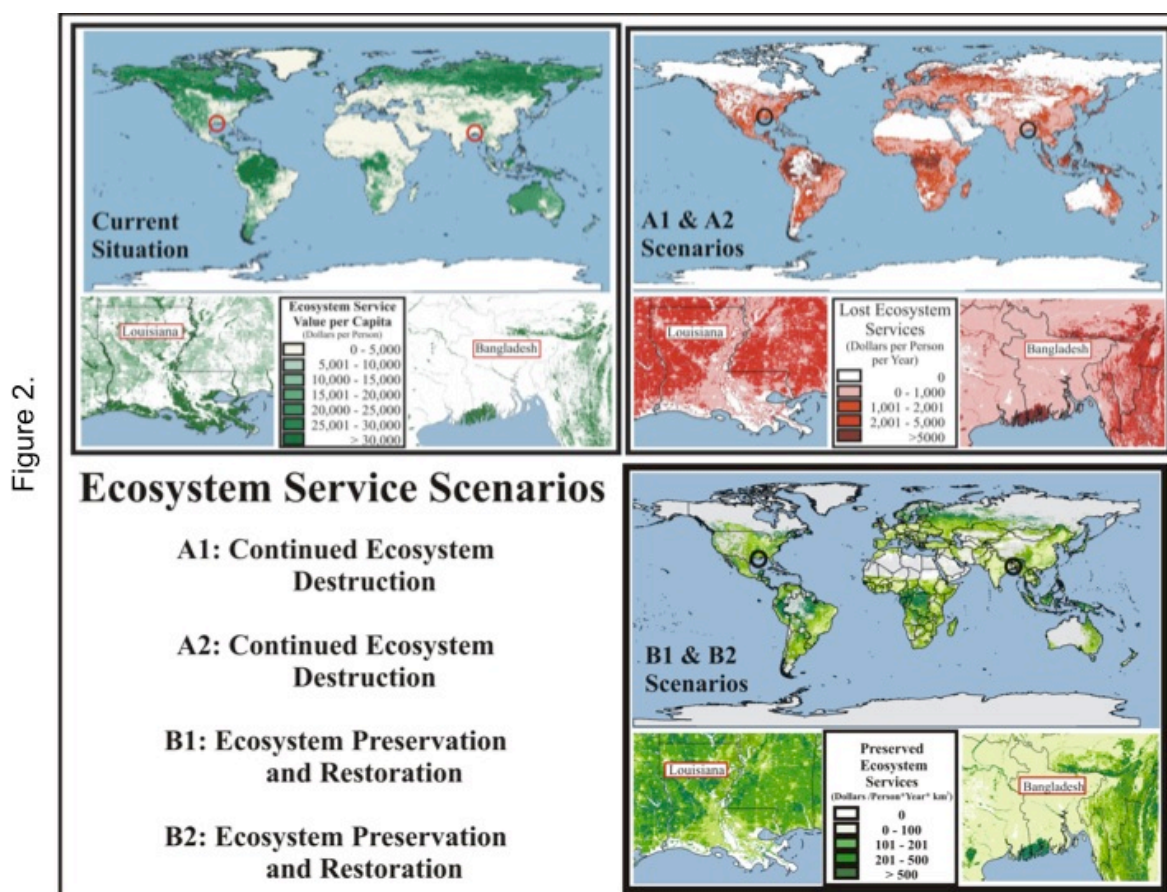 Figure 2.
Current
Situation
Louisiana
Ecosystem Service
Value per Capita
(Dollars per Person)
0 - 5,000
5,001 - 10,000
10,000 - 15,000
15,001 - 20,000
20,000 - 25,000
25,001 - 30,000
> 30,000
Bangladesh
A1 & A2
Scenarios
Louisiana
Lost Ecosystem
Services
(Dollars per Person
per Year)
0
0 - 1,000
1,001 - 2,001
2,001 - 5,000
>5000
Bangladesh
Ecosystem Service Scenarios
A1: Continued Ecosystem
Destruction
A2: Continued Ecosystem
Destruction
B1: Ecosystem Preservation
and Restoration
B2: Ecosystem Preservation
and Restoration
B1 & B2
Scenarios
Louisiana
Preserved
Ecosystem
Services
(Dollars /Person*Year* km²)
0
0 - 100
101 - 201
201 - 500
> 500
Bangladesh